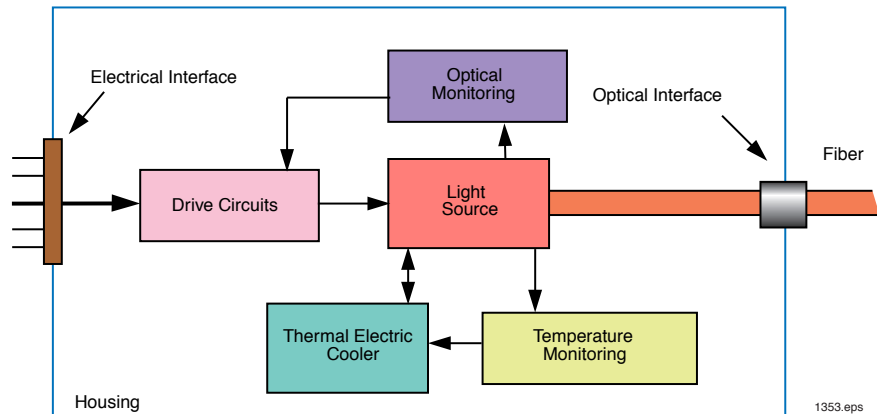 Electrical Interface
Optical
Monitoring
Optical Interface
Fiber
Drive Circuits
Light
Source
Thermal Electric
Cooler
Temperature
Monitoring
Housing
1353.eps